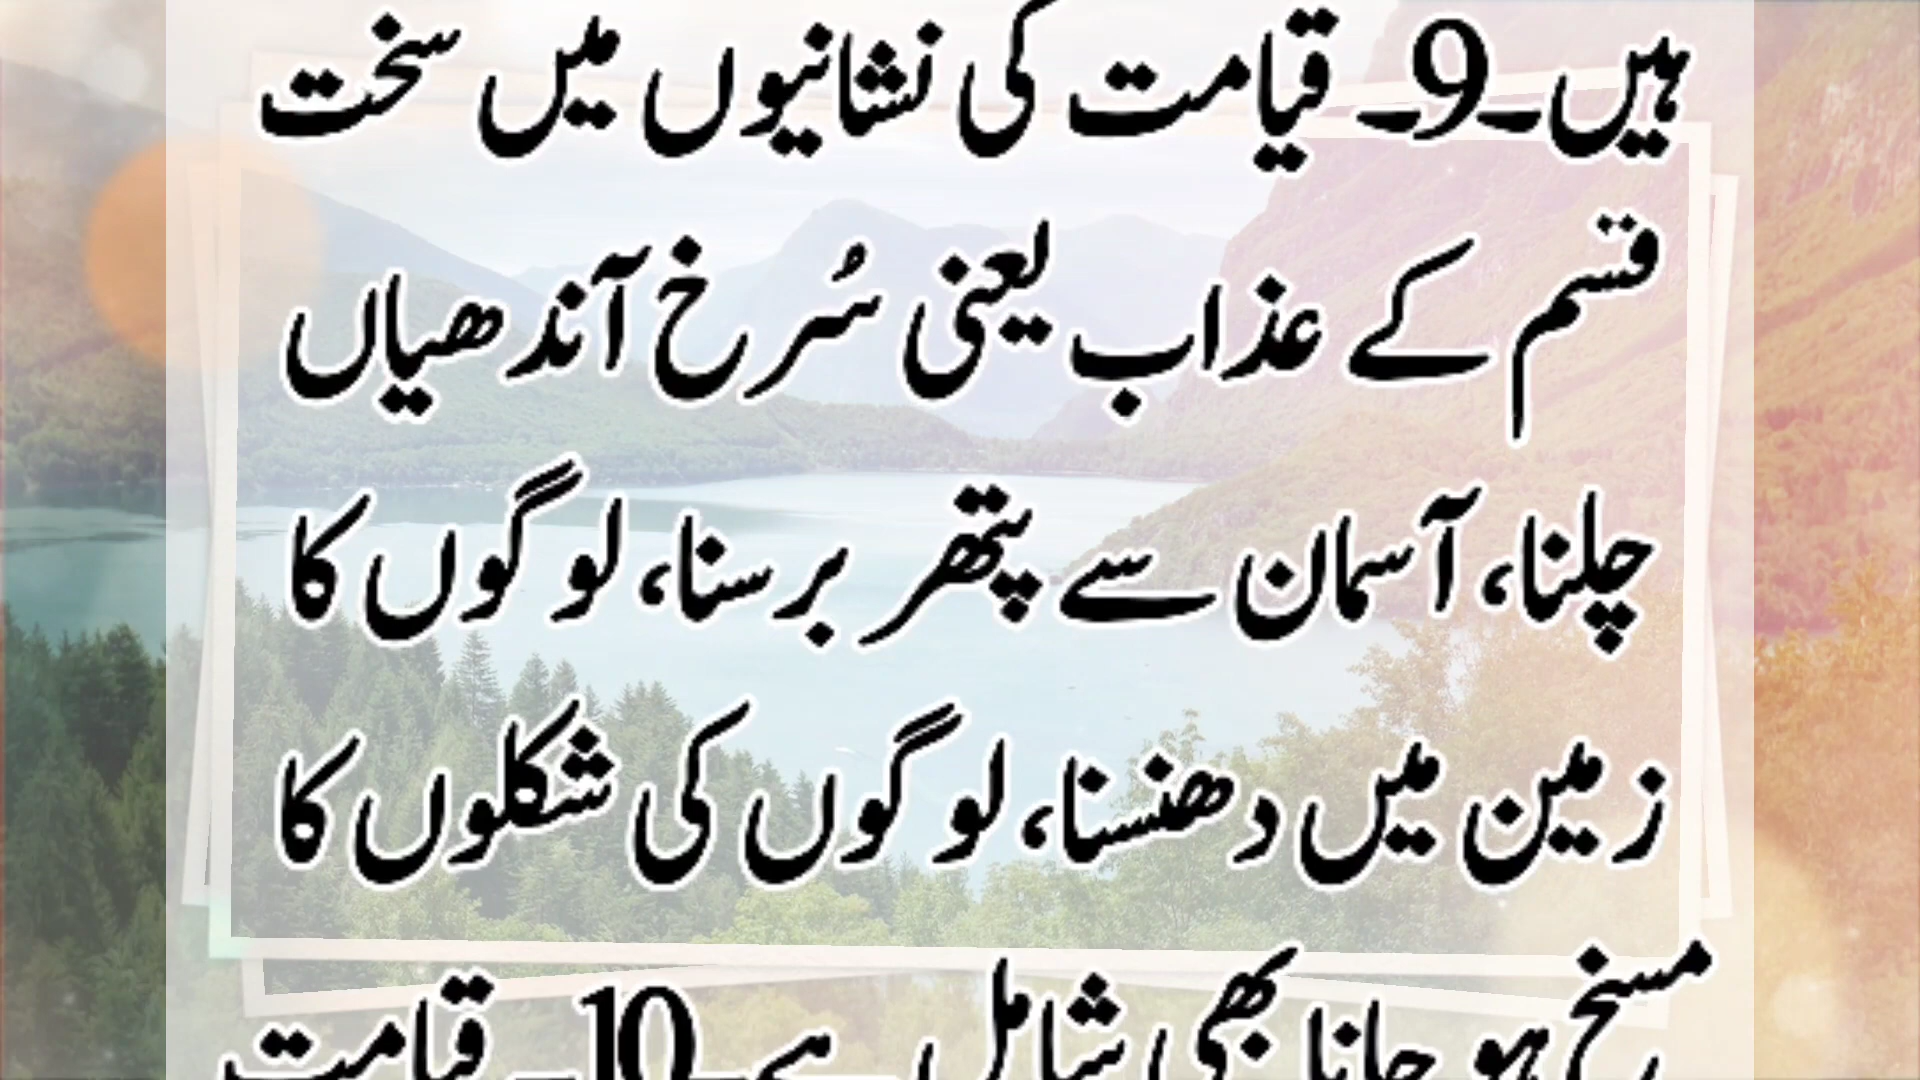 ہیں۔9۔ قیامت کی نشانیوں میں سخت
قسم کے عذاب یعنی سُرخ آندھیاں
چلنا، آسمان سے پتھر برسنا، لوگوں کا
زمین میں دھنسنا، لوگوں کی شکلوں کا
مسخ ہو جانا بھی شامل ہے۔10۔ قیامت